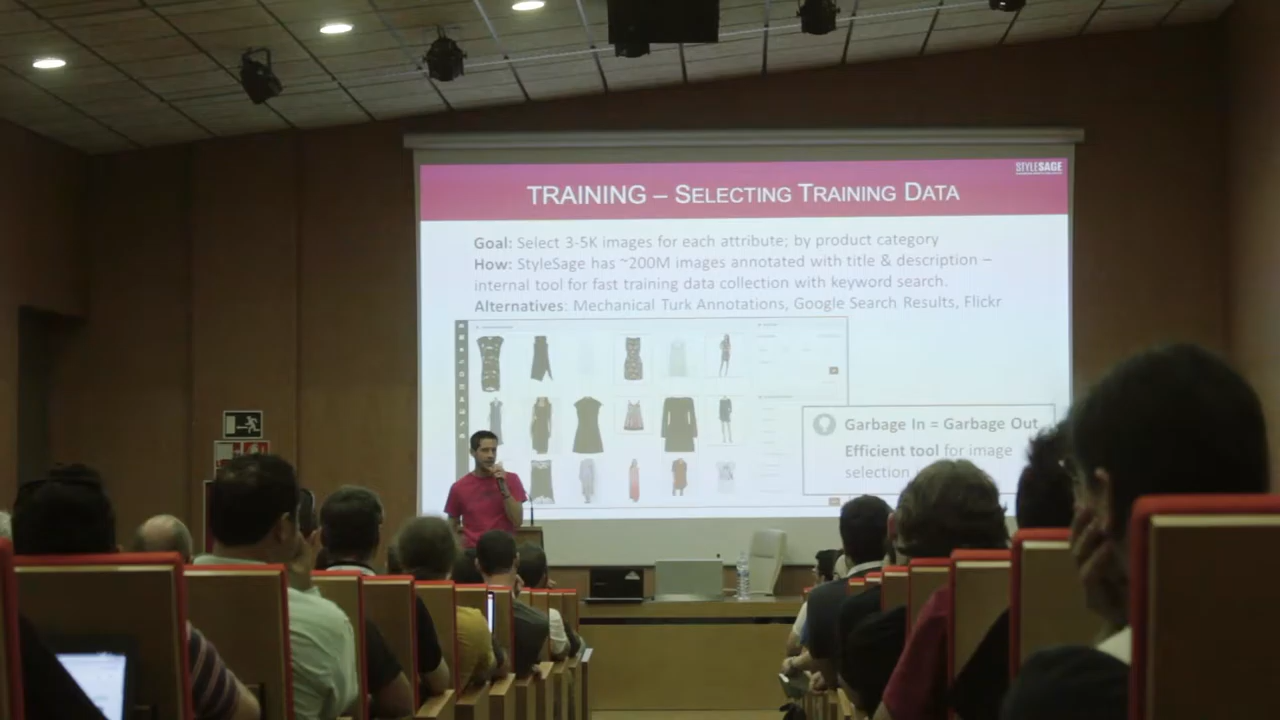 STYLESAGE
TRAINING – SELECTING TRAINING DATA
Goal: Select 3-5K images for each attribute; by product category
How: StyleSage has ~200M images annotated with title & description –
internal tool for fast training data collection with keyword search.
Alternatives: Mechanical Turk Annotations, Google Search Results, Flickr
Garbage In = Garbage Out
Efficient tool for image
selection